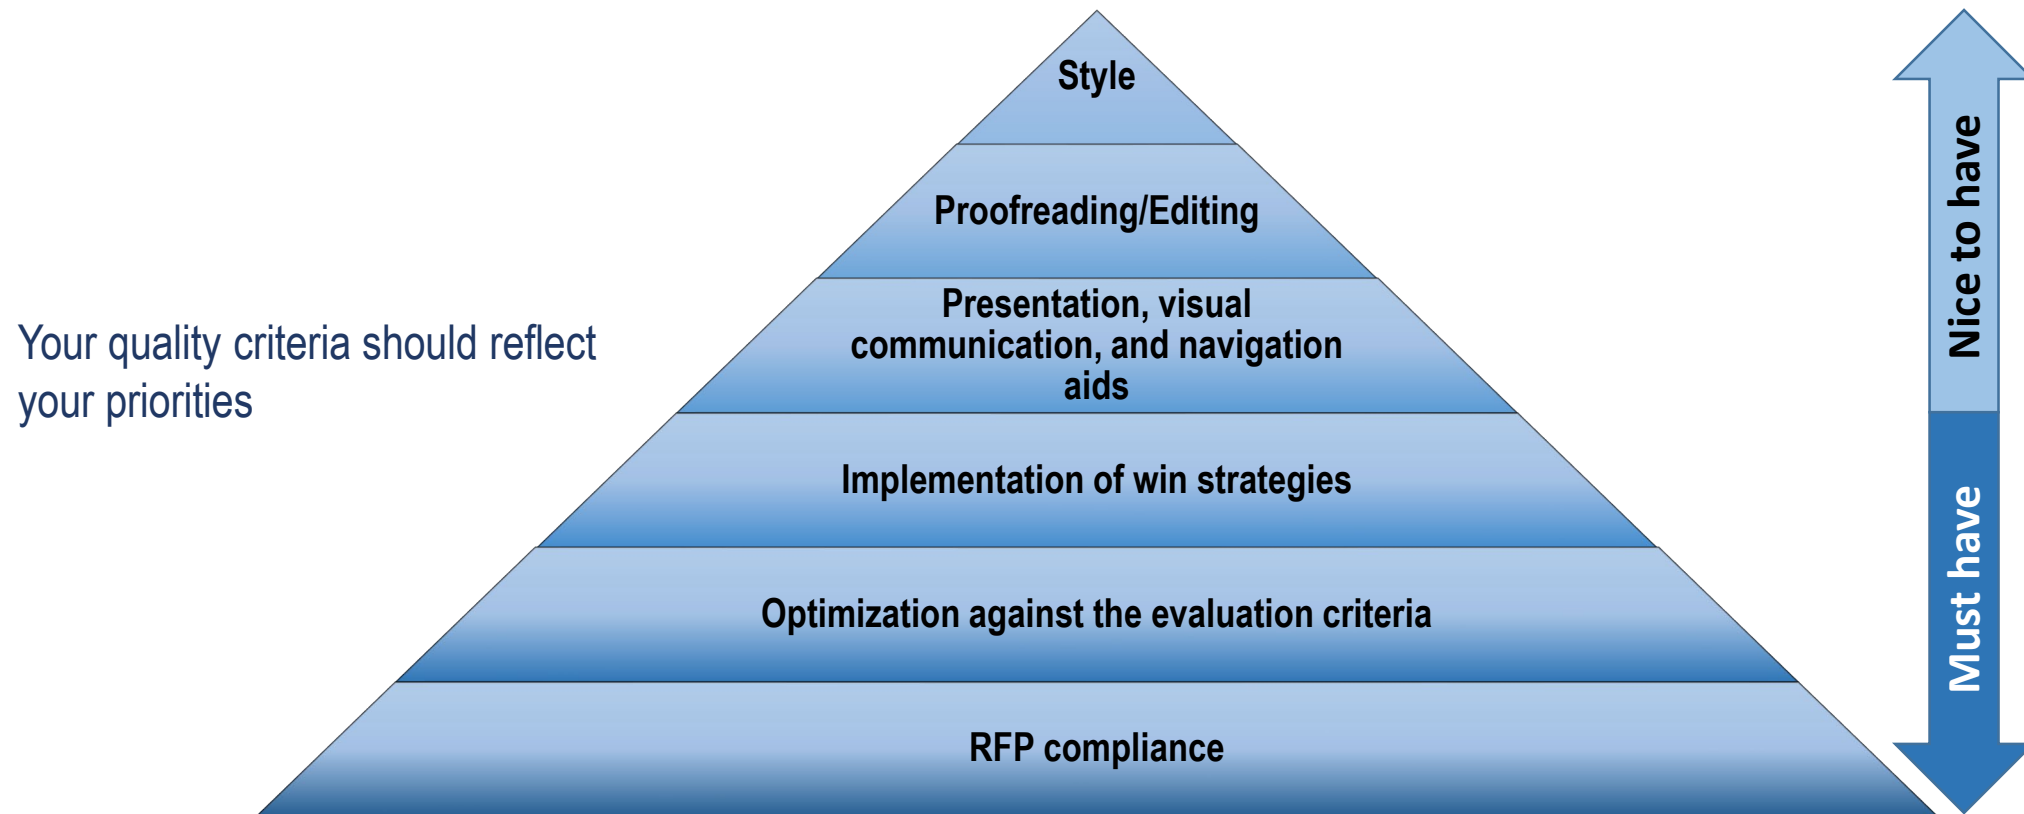 Style
Proofreading/Editing
Presentation, visual
communication, and navigation
aids
Implementation of win strategies
Optimization against the evaluation criteria
RFP compliance
Your quality criteria should reflect
your priorities
Nice to have
Must have